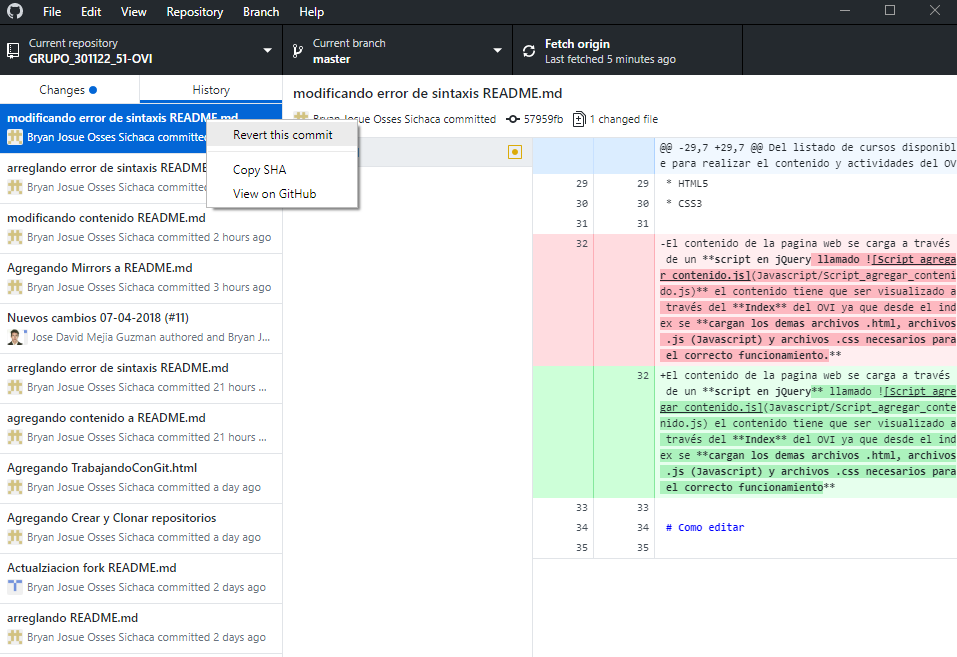 File Edit View Repository Branch Help
Current repository
GRUPO_301122_51-OVI
Current branch
master
Fetch origin
Last fetched 5 minutes ago
Changes
History
modificando error de sintaxis README.md
Bryan Josue Osses Sichaca committed
arreglando error de sintaxis README
Bryan Josue Osses Sichaca committed
modificando contenido README.md
Bryan Josue Osses Sichaca committed 2 hours ago
Agregando Mirrors a README.md
Bryan Josue Osses Sichaca committed 3 hours ago
Nuevos cambios 07-04-2018 (#11)
Jose David Mejia Guzman authored and Bryan J...
arreglando error de sintaxis README.md
Bryan Josue Osses Sichaca committed 21 hours ...
agregando contenido a README.md
Bryan Josue Osses Sichaca committed 21 hours ...
Agregando TrabajandoConGit.html
Bryan Josue Osses Sichaca committed a day ago
Agregando Crear y Clonar repositorios
Bryan Josue Osses Sichaca committed a day ago
Actualziacion fork README.md
Bryan Josue Osses Sichaca committed 2 days ago
arreglando README.md
Bryan Josue Osses Sichaca committed 2 days ago
Revert this commit
Copy SHA
View on GitHub
modificando error de sintaxis README.md
Bryan Josue Osses Sichaca committed 57959fb 1 changed file
@@ -29,7 +29,7 @@ Del listado de cursos disponibl
e para realizar el contenido y actividades del OV
29 29 * HTML5
30 30 * CSS3
31 31
32 -El contenido de la pagina web se carga a través
de un **script en jQuery llamado ![Script agrega
r contenido.js](Javascript/Script_agregar_conteni
do.js)** el contenido tiene que ser visualizado a
través del **Index** del OVI ya que desde el ind
ex se **cargan los demas archivos .html, archivos
.js (Javascript) y archivos .css necesarios para
el correcto funcionamiento.**
32 +El contenido de la pagina web se carga a través
de un **script en jQuery** llamado ![Script agre
gar contenido.js](Javascript/Script_agregar_conte
nido.js) el contenido tiene que ser visualizado a
través del **Index** del OVI ya que desde el ind
ex se **cargan los demas archivos .html, archivos
.js (Javascript) y archivos .css necesarios para
el correcto funcionamiento**
33 33
34 34 # Como editar
35 35